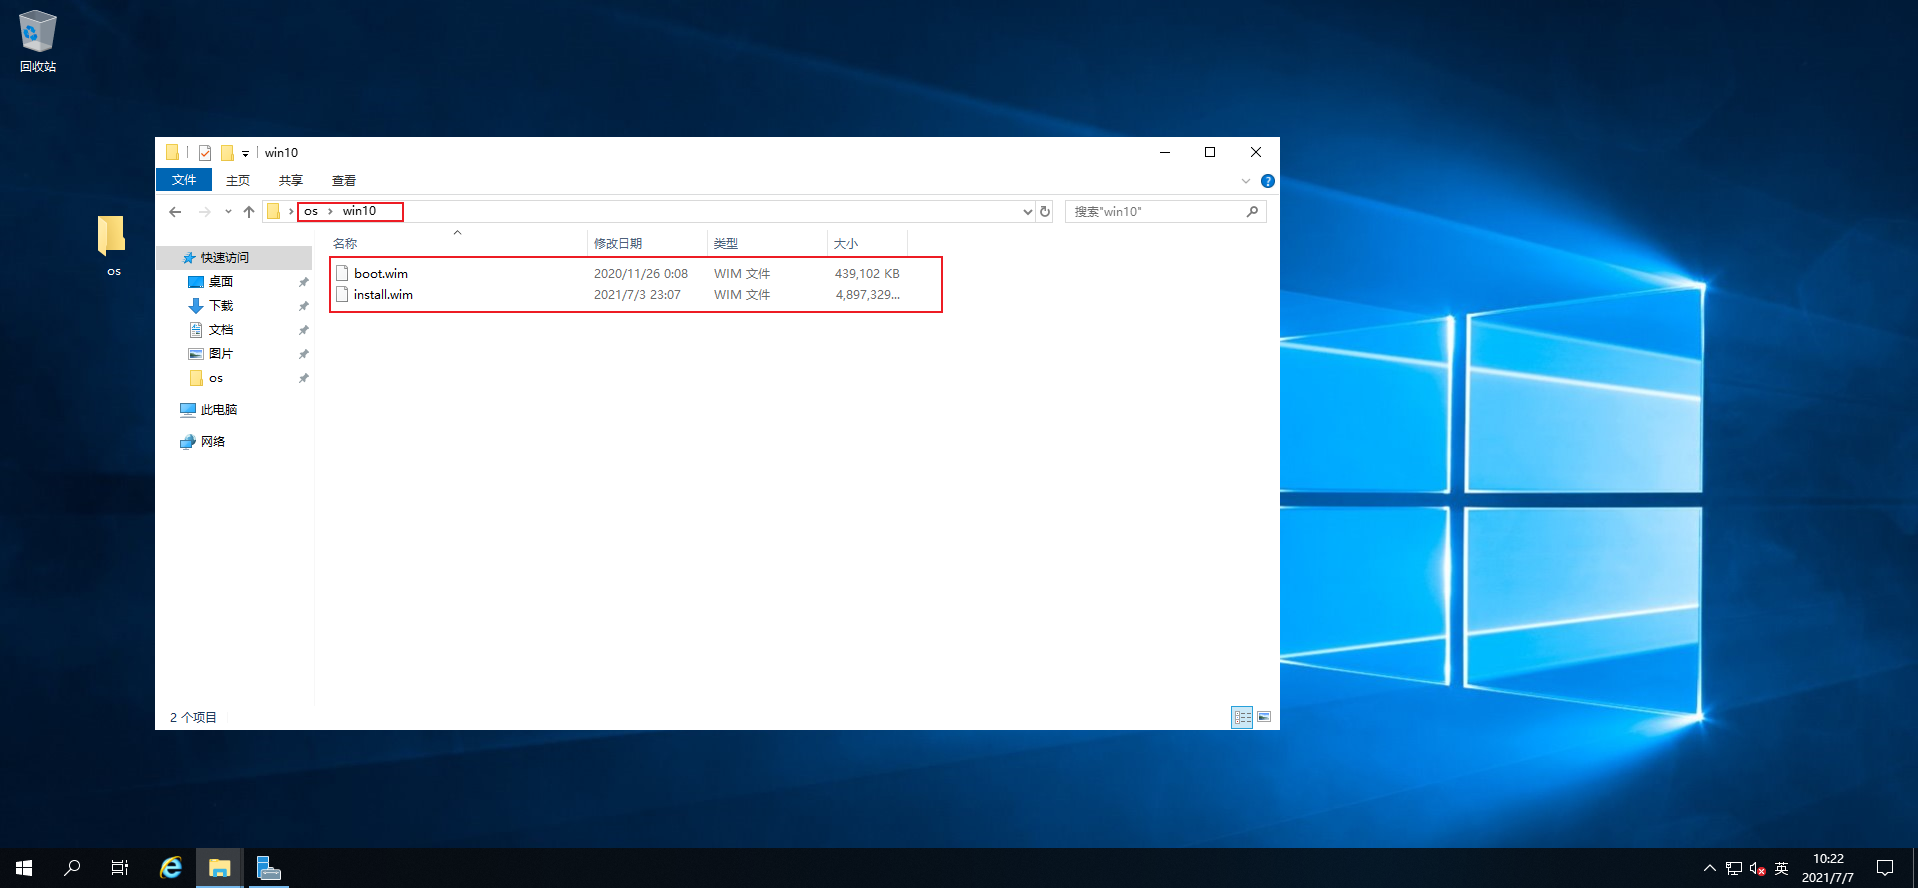 回收站
os
win10
文件 主页 共享 查看
os win10
搜索"win10"
名称 修改日期 类型 大小
boot.wim 2020/11/26 0:08 WIM 文件 439,102 KB
install.wim 2021/7/3 23:07 WIM 文件 4,897,329...
快速访问
桌面
下载
文档
图片
os
此电脑
网络
2 个项目
英
10:22
2021/7/7